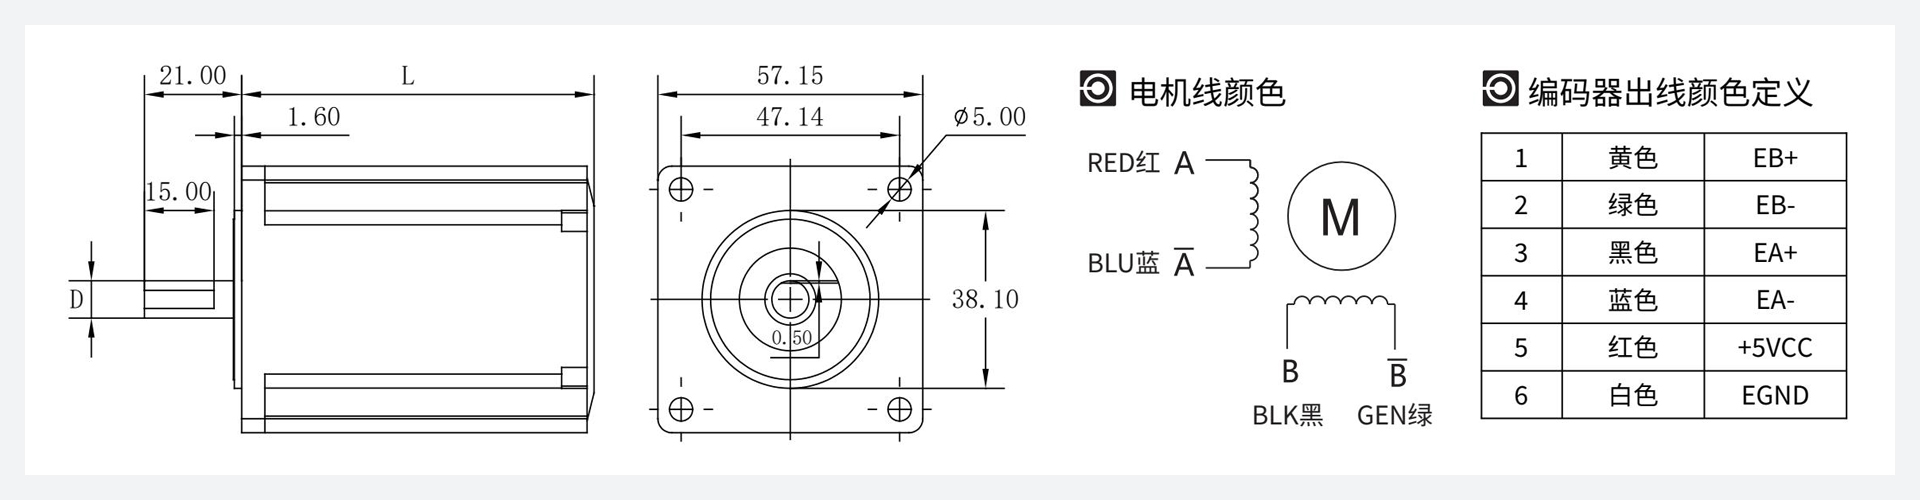 21.00
L
1.60
15.00
D
57.15
47.14
φ5.00
38.10
0.50
电机线颜色
RED红 A
BLU蓝 A̅
M
B B̅
BLK黑 GEN绿
编码器出线颜色定义
1 黄色 EB+
2 绿色 EB-
3 黑色 EA+
4 蓝色 EA-
5 红色 +5VCC
6 白色 EGND